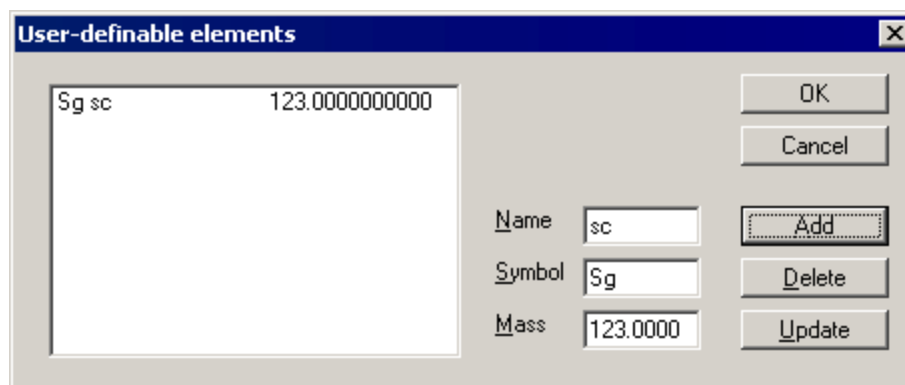 User-definable elements
Sg sc 123.0000000000
OK
Cancel
Name sc Add
Symbol Sg Delete
Mass 123.0000 Update